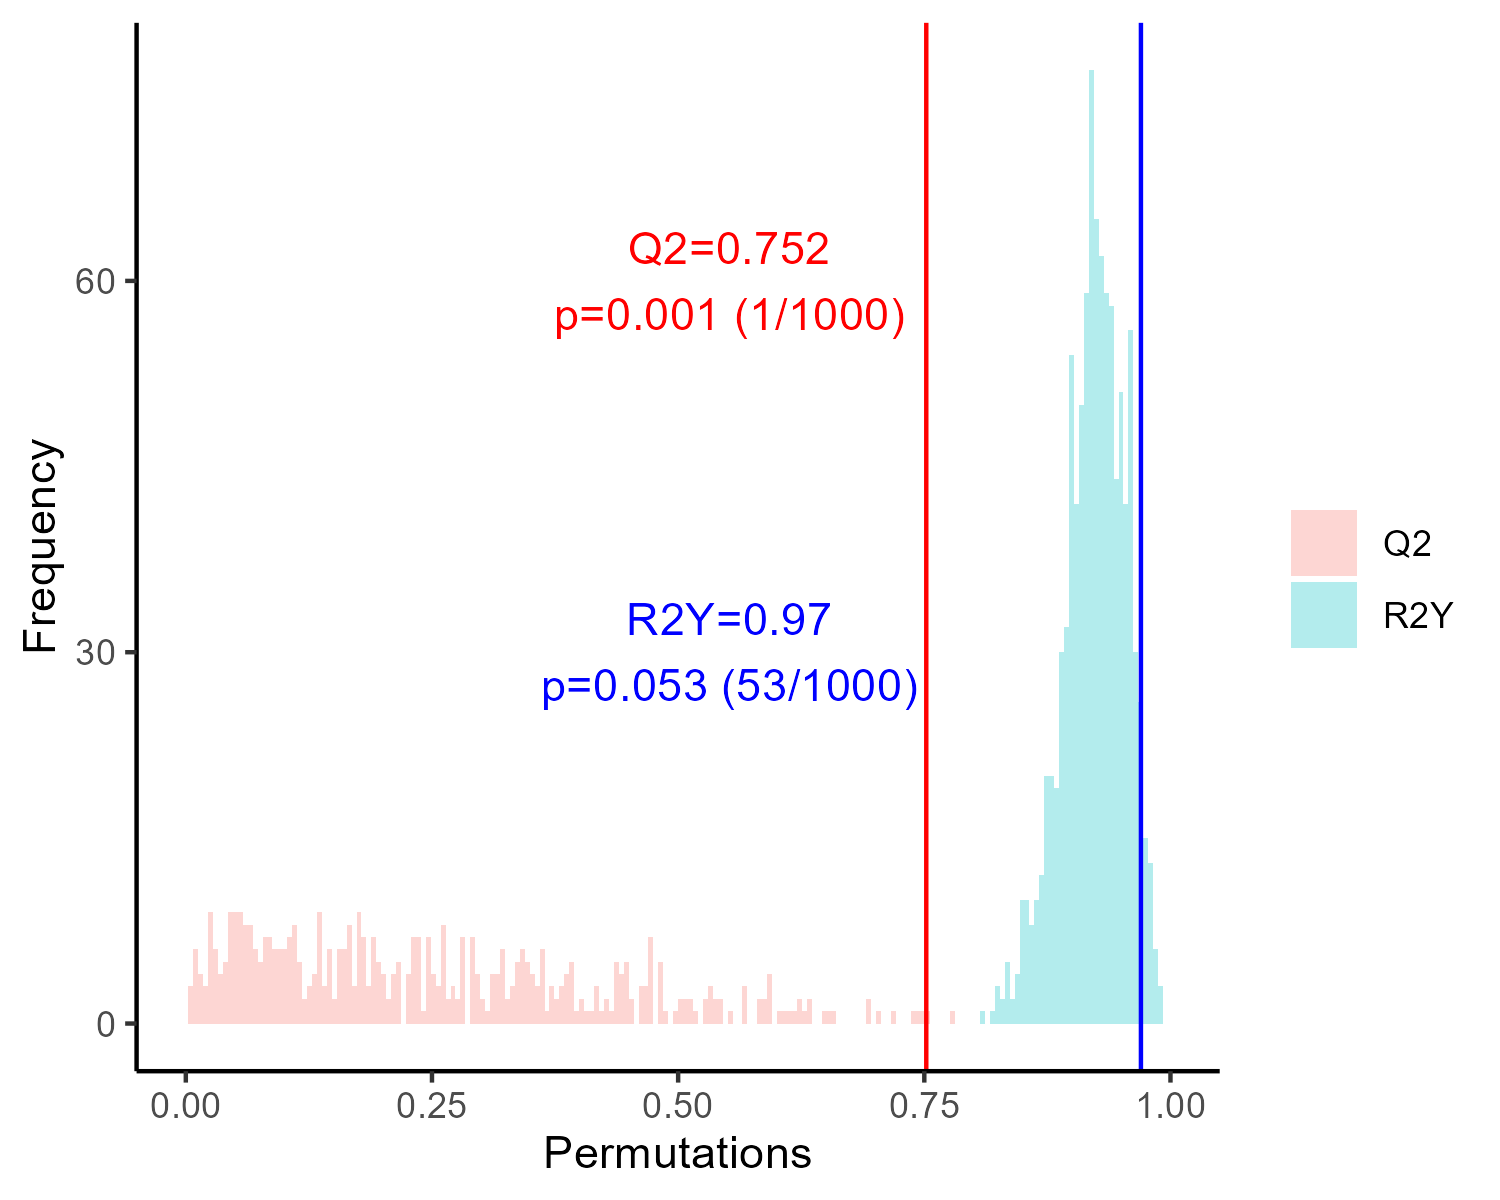 Q2=0.752
p=0.001 (1/1000)
R2Y=0.97
p=0.053 (53/1000)
Frequency
60
30
0
0.00 0.25 0.50 0.75 1.00
Permutations
Q2
R2Y